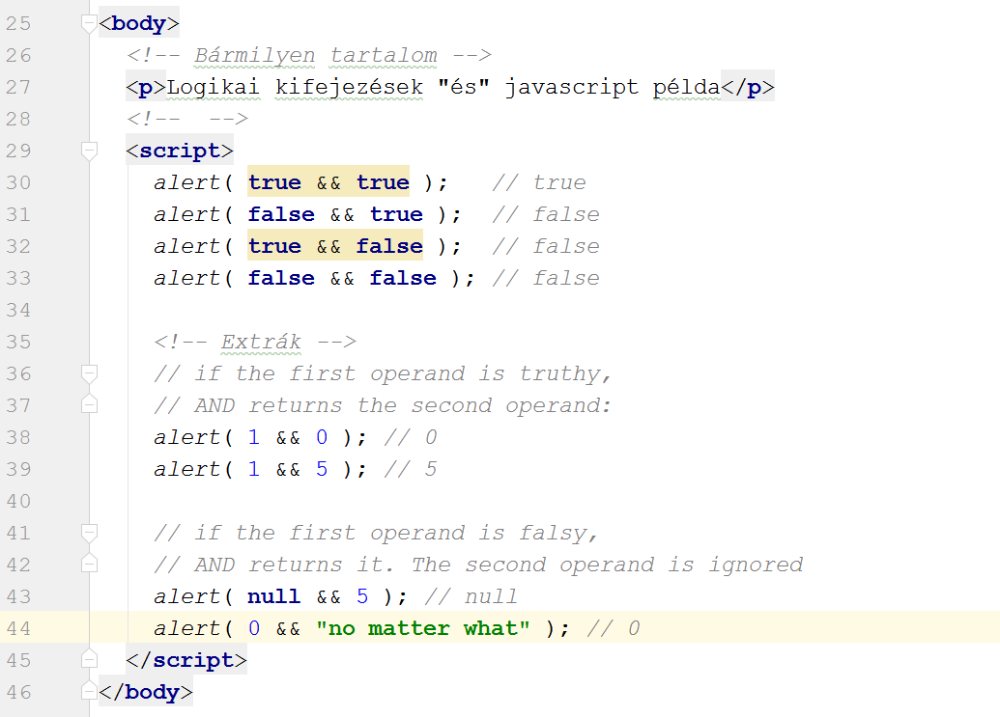 25 <body>
26 <!-- Bármilyen tartalom -->
27 <p>Logikai kifejezések "és" javascript példa</p>
28 <!--  -->
29 <script>
30 alert( true && true );   // true
31 alert( false && true );  // false
32 alert( true && false );  // false
33 alert( false && false ); // false
34
35 <!-- Extrák -->
36 // if the first operand is truthy,
37 // AND returns the second operand:
38 alert( 1 && 0 ); // 0
39 alert( 1 && 5 ); // 5
40
41 // if the first operand is falsy,
42 // AND returns it. The second operand is ignored
43 alert( null && 5 ); // null
44 alert( 0 && "no matter what" ); // 0
45 </script>
46 </body>